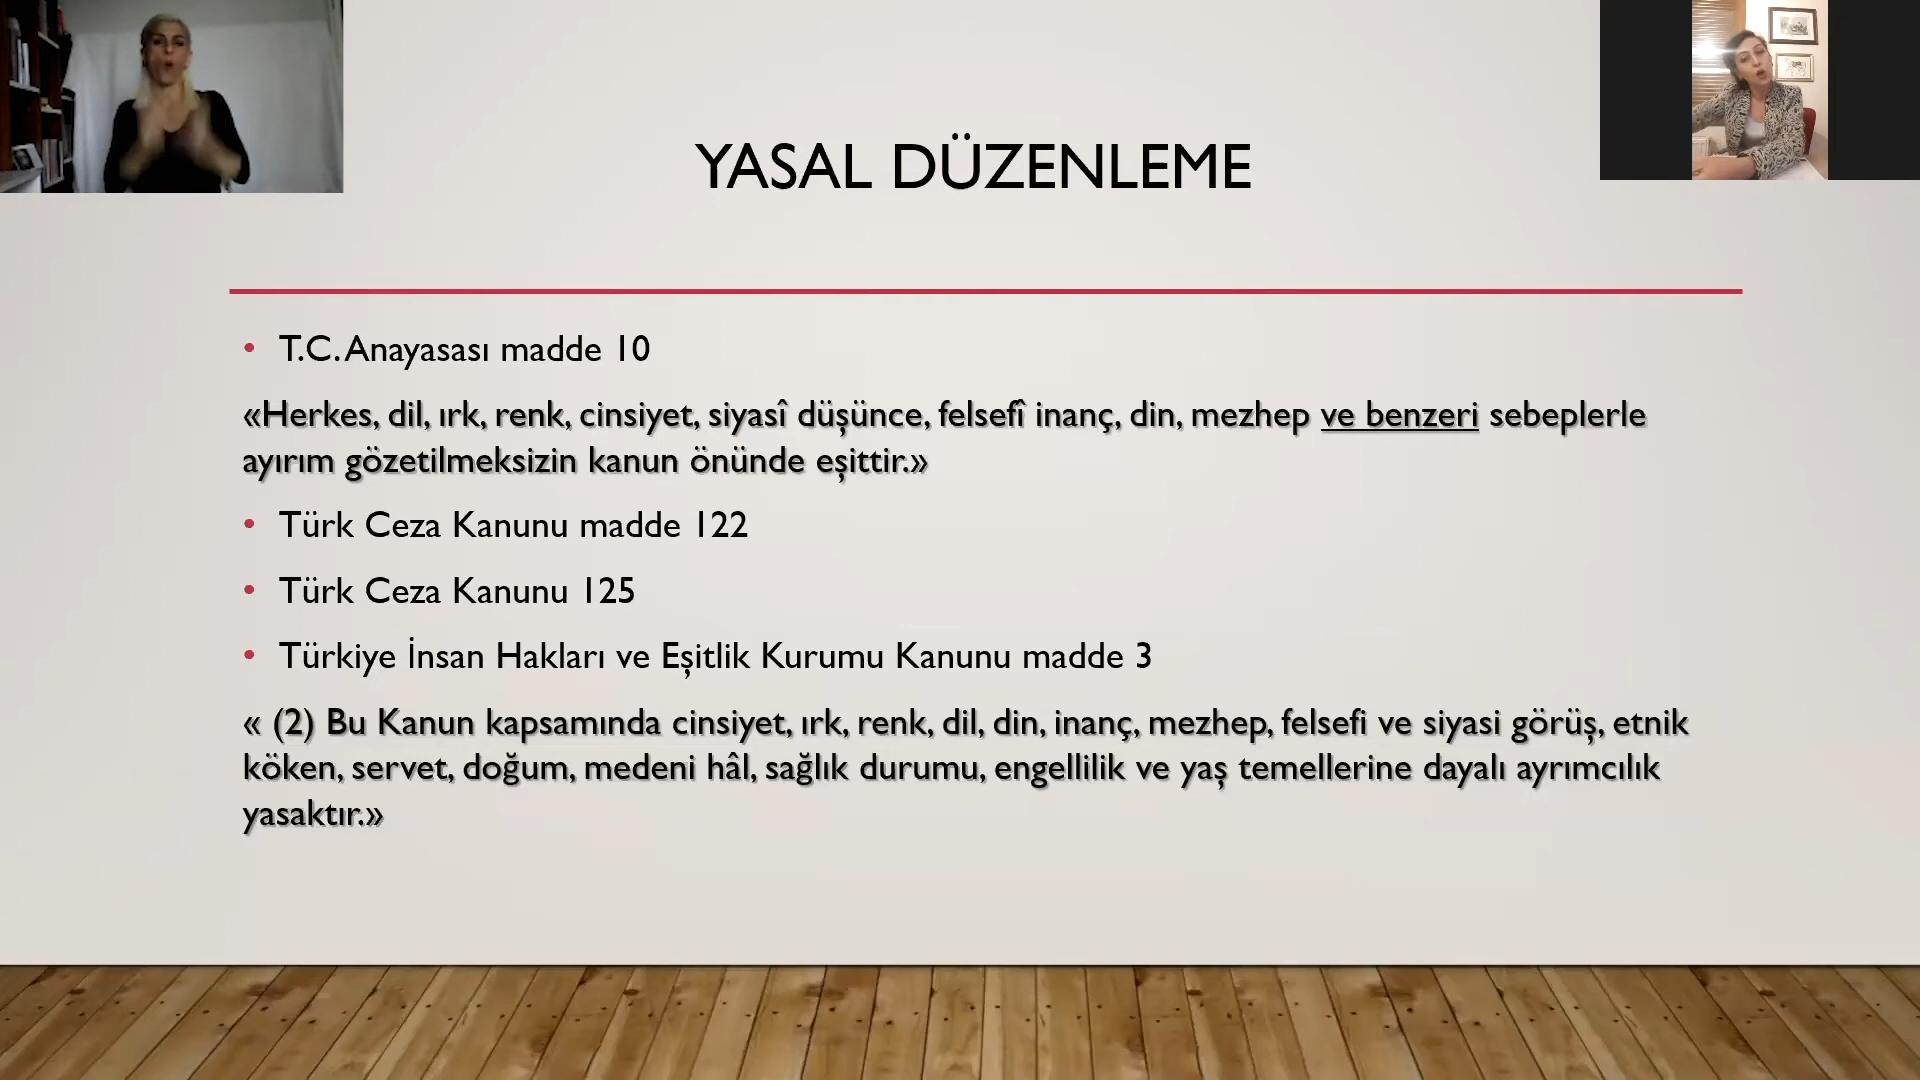 YASAL DÜZENLEME
• T.C. Anayasası madde 10
«Herkes, dil, ırk, renk, cinsiyet, siyasî düşünce, felsefî inanç, din, mezhep ve benzeri sebeplerle
ayırım gözetilmeksizin kanun önünde eşittir.»
• Türk Ceza Kanunu madde 122
• Türk Ceza Kanunu 125
• Türkiye İnsan Hakları ve Eşitlik Kurumu Kanunu madde 3
« (2) Bu Kanun kapsamında cinsiyet, ırk, renk, dil, din, inanç, mezhep, felsefi ve siyasi görüş, etnik
köken, servet, doğum, medeni hâl, sağlık durumu, engellilik ve yaş temellerine dayalı ayrımcılık
yasaktır.»